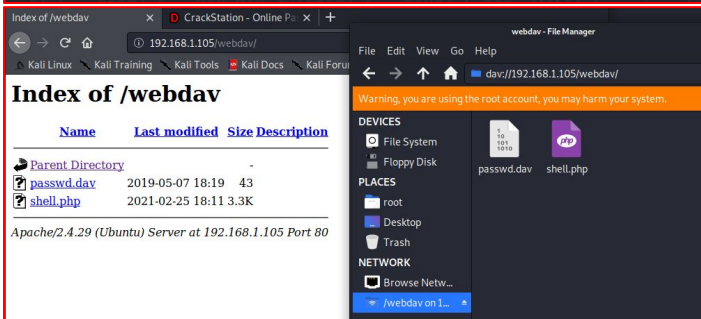 Index of /webdav
CrackStation - Online Pa
192.168.1.105/webdav/
Kali Linux Kali Training Kali Tools Kali Docs Kali Foru
Index of /webdav
Name Last modified Size Description
Parent Directory -
passwd.dav 2019-05-07 18:19 43
shell.php 2021-02-25 18:11 3.3K
Apache/2.4.29 (Ubuntu) Server at 192.168.1.105 Port 80
webdav - File Manager
File Edit View Go Help
dav://192.168.1.105/webdav/
Warning, you are using the root account, you may harm your system.
DEVICES
File System
Floppy Disk
PLACES
root
Desktop
Trash
NETWORK
Browse Netw...
/webdav on 1...
1
10
101
1010
php
passwd.dav shell.php